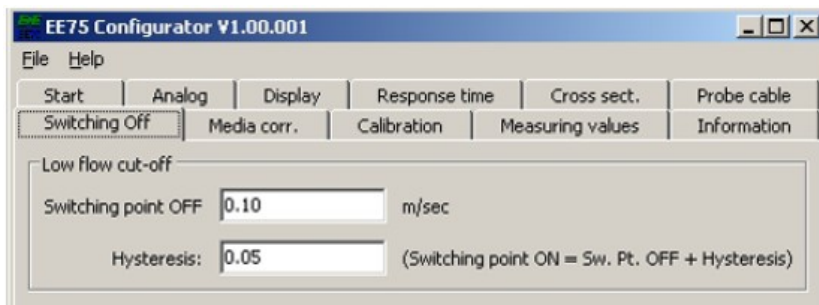 EE75 Configurator V1.00.001
File Help
Start Analog Display Response time Cross sect. Probe cable
Switching Off Media corr. Calibration Measuring values Information
Low flow cut-off
Switching point OFF 0.10 m/sec
Hysteresis: 0.05 (Switching point ON = Sw. Pt. OFF + Hysteresis)